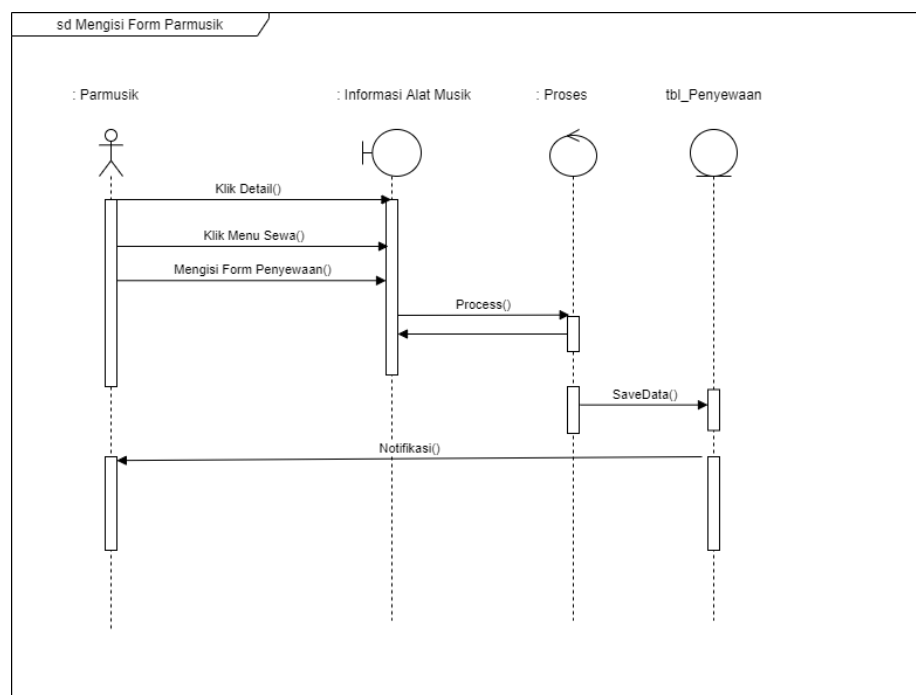 sd Mengisi Form Parmusik
: Parmusik
: Informasi Alat Musik
: Proses
tbl_Penyewaan
Klik Detail()
Klik Menu Sewa()
Mengisi Form Penyewaan()
Process()
SaveData()
Notifikasi()